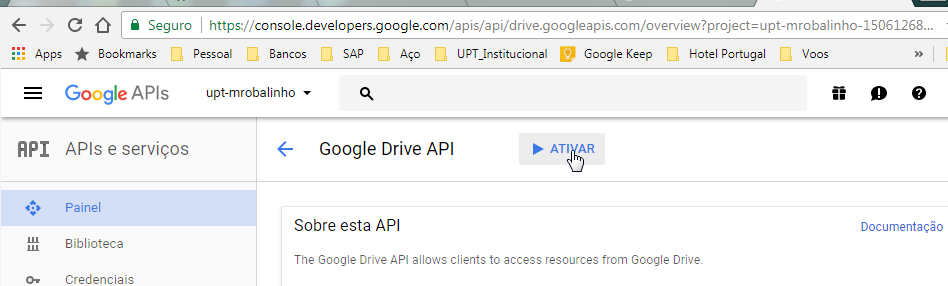 Seguro https://console.developers.google.com/apis/api/drive.googleapis.com/overview?project=upt-mrobalinho-15061268...
Apps Bookmarks Pessoal Bancos SAP Aço UPT_Institucional Google Keep Hotel Portugal Voos »
Google APIs upt-mrobalinho
API APIs e serviços Google Drive API ATIVAR
Painel
Sobre esta API Documentação
Biblioteca
The Google Drive API allows clients to access resources from Google Drive.
Credenciais